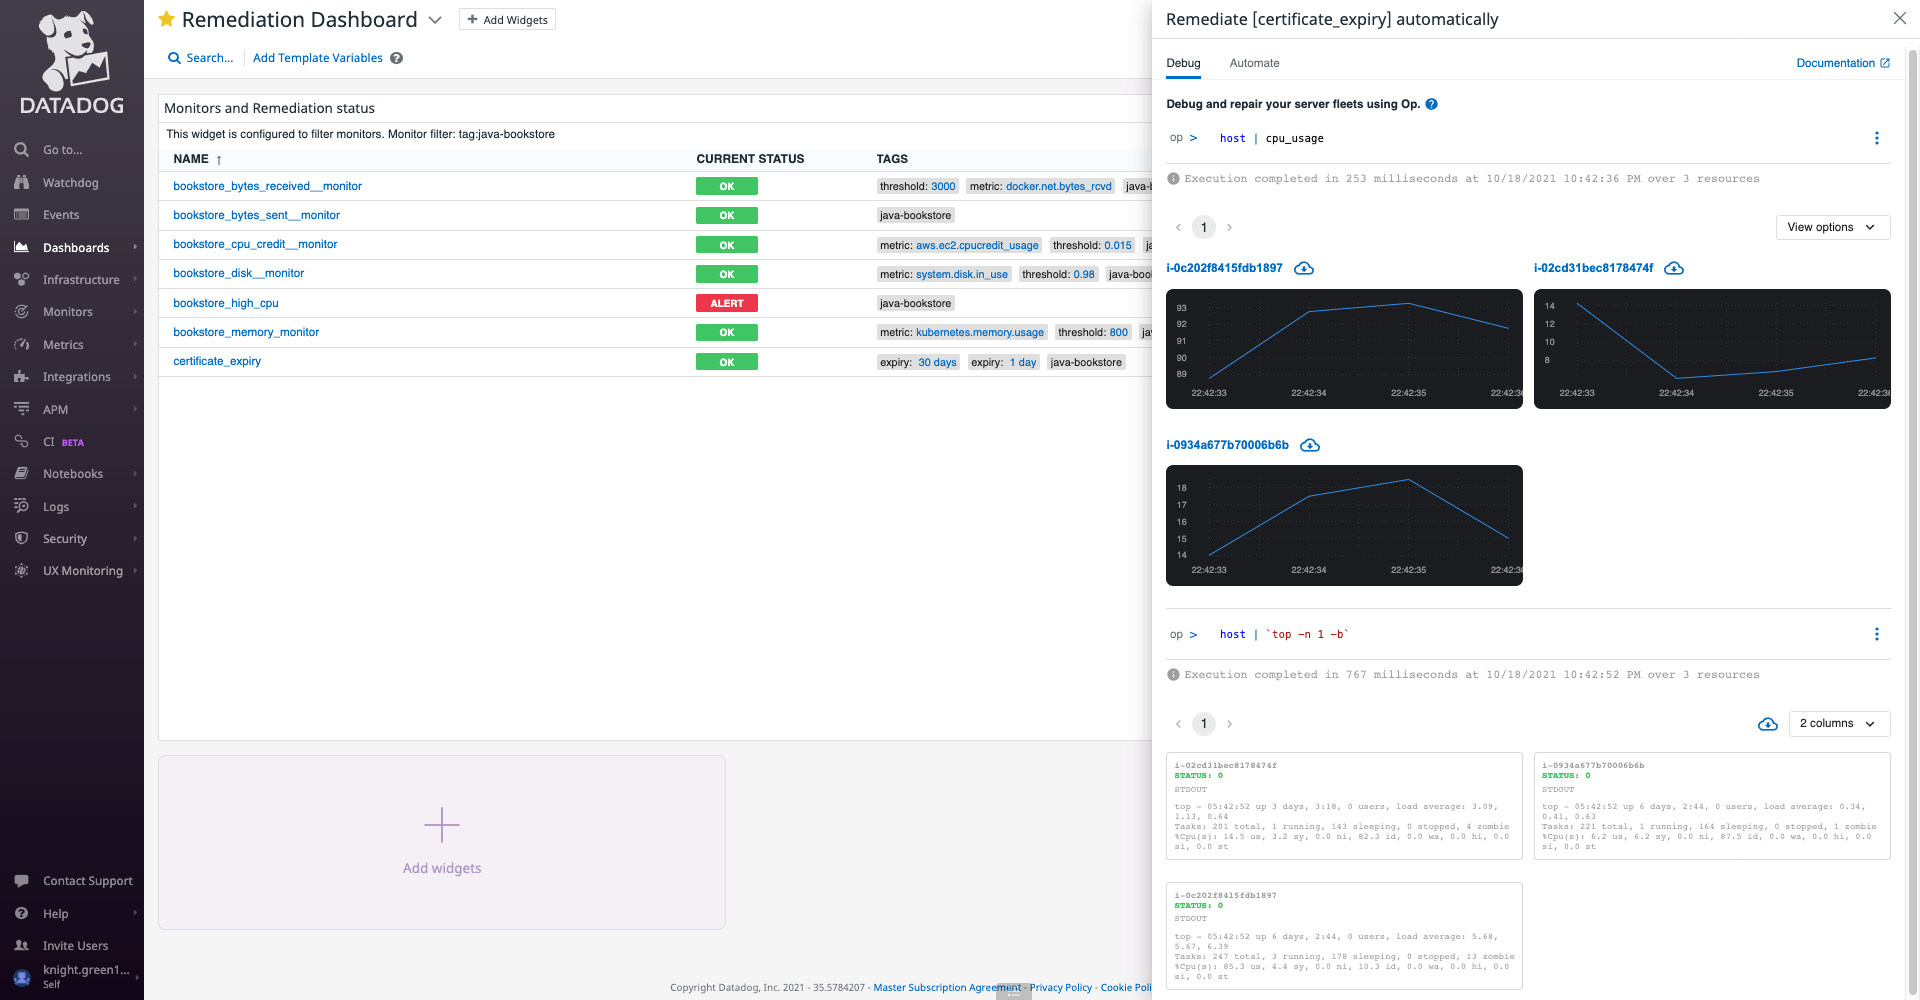 DATADOG
Go to...
Watchdog
Events
Dashboards
Infrastructure
Monitors
Metrics
Integrations
APM
CI BETA
Notebooks
Logs
Security
UX Monitoring
Contact Support
Help
Invite Users
knight.green1...
Self
Remediation Dashboard
Add Widgets
Search...
Add Template Variables
Monitors and Remediation status
This widget is configured to filter monitors. Monitor filter: tag:java-bookstore
NAME ↑ CURRENT STATUS TAGS
bookstore_bytes_received__monitor OK threshold: 3000 metric: docker.net.bytes_rcvd java-b
bookstore_bytes_sent__monitor OK java-bookstore
bookstore_cpu_credit__monitor OK metric: aws.ec2.cpucredit_usage threshold: 0.015
bookstore_disk__monitor OK metric: system.disk.in_use threshold: 0.98 java-boo
bookstore_high_cpu ALERT java-bookstore
bookstore_memory_monitor OK metric: kubernetes.memory.usage threshold: 800 ja
certificate_expiry OK expiry: 30 days expiry: 1 day java-bookstore
Add widgets
Copyright Datadog, Inc. 2021 - 35.5784207 - Master Subscription Agreement - Privacy Policy - Cookie Poli
Remediate [certificate_expiry] automatically
Debug Automate Documentation
Debug and repair your server fleets using Op.
op > host | cpu_usage
Execution completed in 253 milliseconds at 10/18/2021 10:42:36 PM over 3 resources
1
View options
i-0c202f8415fdb1897
93
92
91
90
89
22:42:33 22:42:34 22:42:35 22:42:36
i-02cd31bec8178474f
14
12
10
8
22:42:33 22:42:34 22:42:35 22:42:36
i-0934a677b70006b6b
18
17
16
15
14
22:42:33 22:42:34 22:42:35 22:42:36
op > host | `top -n 1 -b`
Execution completed in 767 milliseconds at 10/18/2021 10:42:52 PM over 3 resources
1
2 columns
i-02cd31bec8178474f
STATUS: 0
STDOUT
top - 05:42:52 up 3 days, 3:18, 0 users, load average: 3.09,
1.13, 0.64
Tasks: 201 total, 1 running, 143 sleeping, 0 stopped, 4 zombie
%Cpu(s): 14.5 us, 3.2 sy, 0.0 ni, 82.3 id, 0.0 wa, 0.0 hi, 0.0
si, 0.0 st
i-0934a677b70006b6b
STATUS: 0
STDOUT
top - 05:42:52 up 6 days, 2:44, 0 users, load average: 0.34,
0.41, 0.63
Tasks: 221 total, 1 running, 164 sleeping, 0 stopped, 1 zombie
%Cpu(s): 6.2 us, 6.2 sy, 0.0 ni, 87.5 id, 0.0 wa, 0.0 hi, 0.0
si, 0.0 st
i-0c202f8415fdb1897
STATUS: 0
STDOUT
top - 05:42:52 up 6 days, 2:44, 0 users, load average: 5.68,
5.67, 6.39
Tasks: 247 total, 3 running, 178 sleeping, 0 stopped, 13 zombie
%Cpu(s): 85.3 us, 4.4 sy, 0.0 ni, 10.3 id, 0.0 wa, 0.0 hi, 0.0
si, 0.0 st